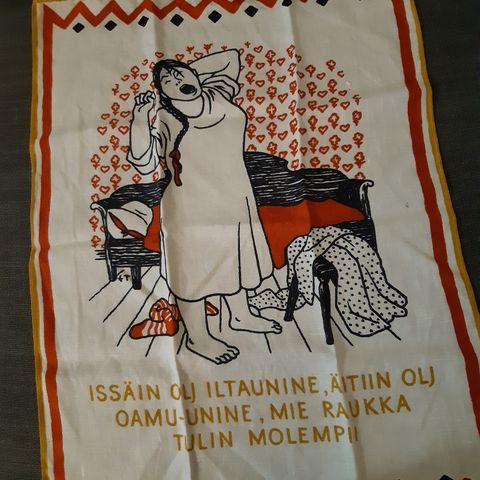 ISSÄIN OLJ ILTAUNINE, ÄITIIN OLJ
OAMU-UNINE, MIE RAUKKA
TULIN MOLEMPII